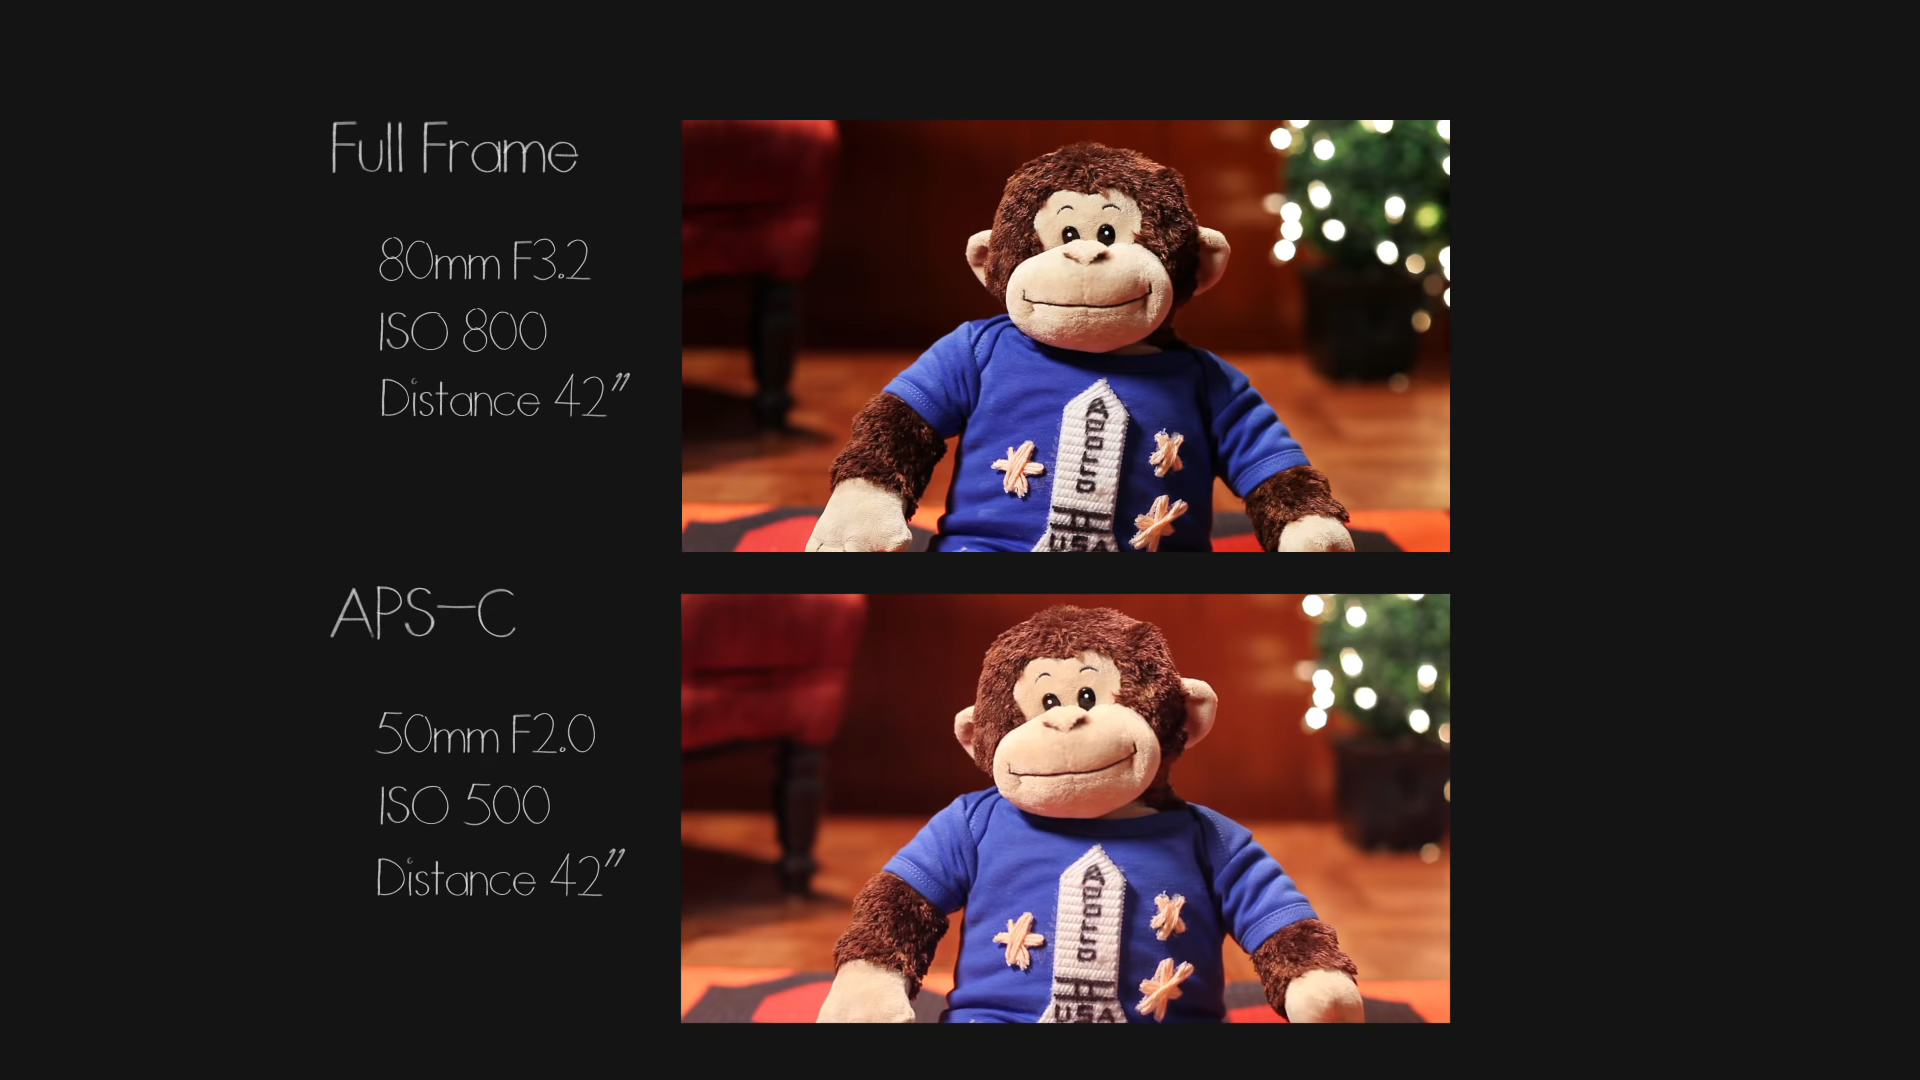 Full Frame
80mm F3.2
ISO 800
Distance 42"
APOLLO
USA
APS-C
50mm F2.0
ISO 500
Distance 42"
APOLLO
USA